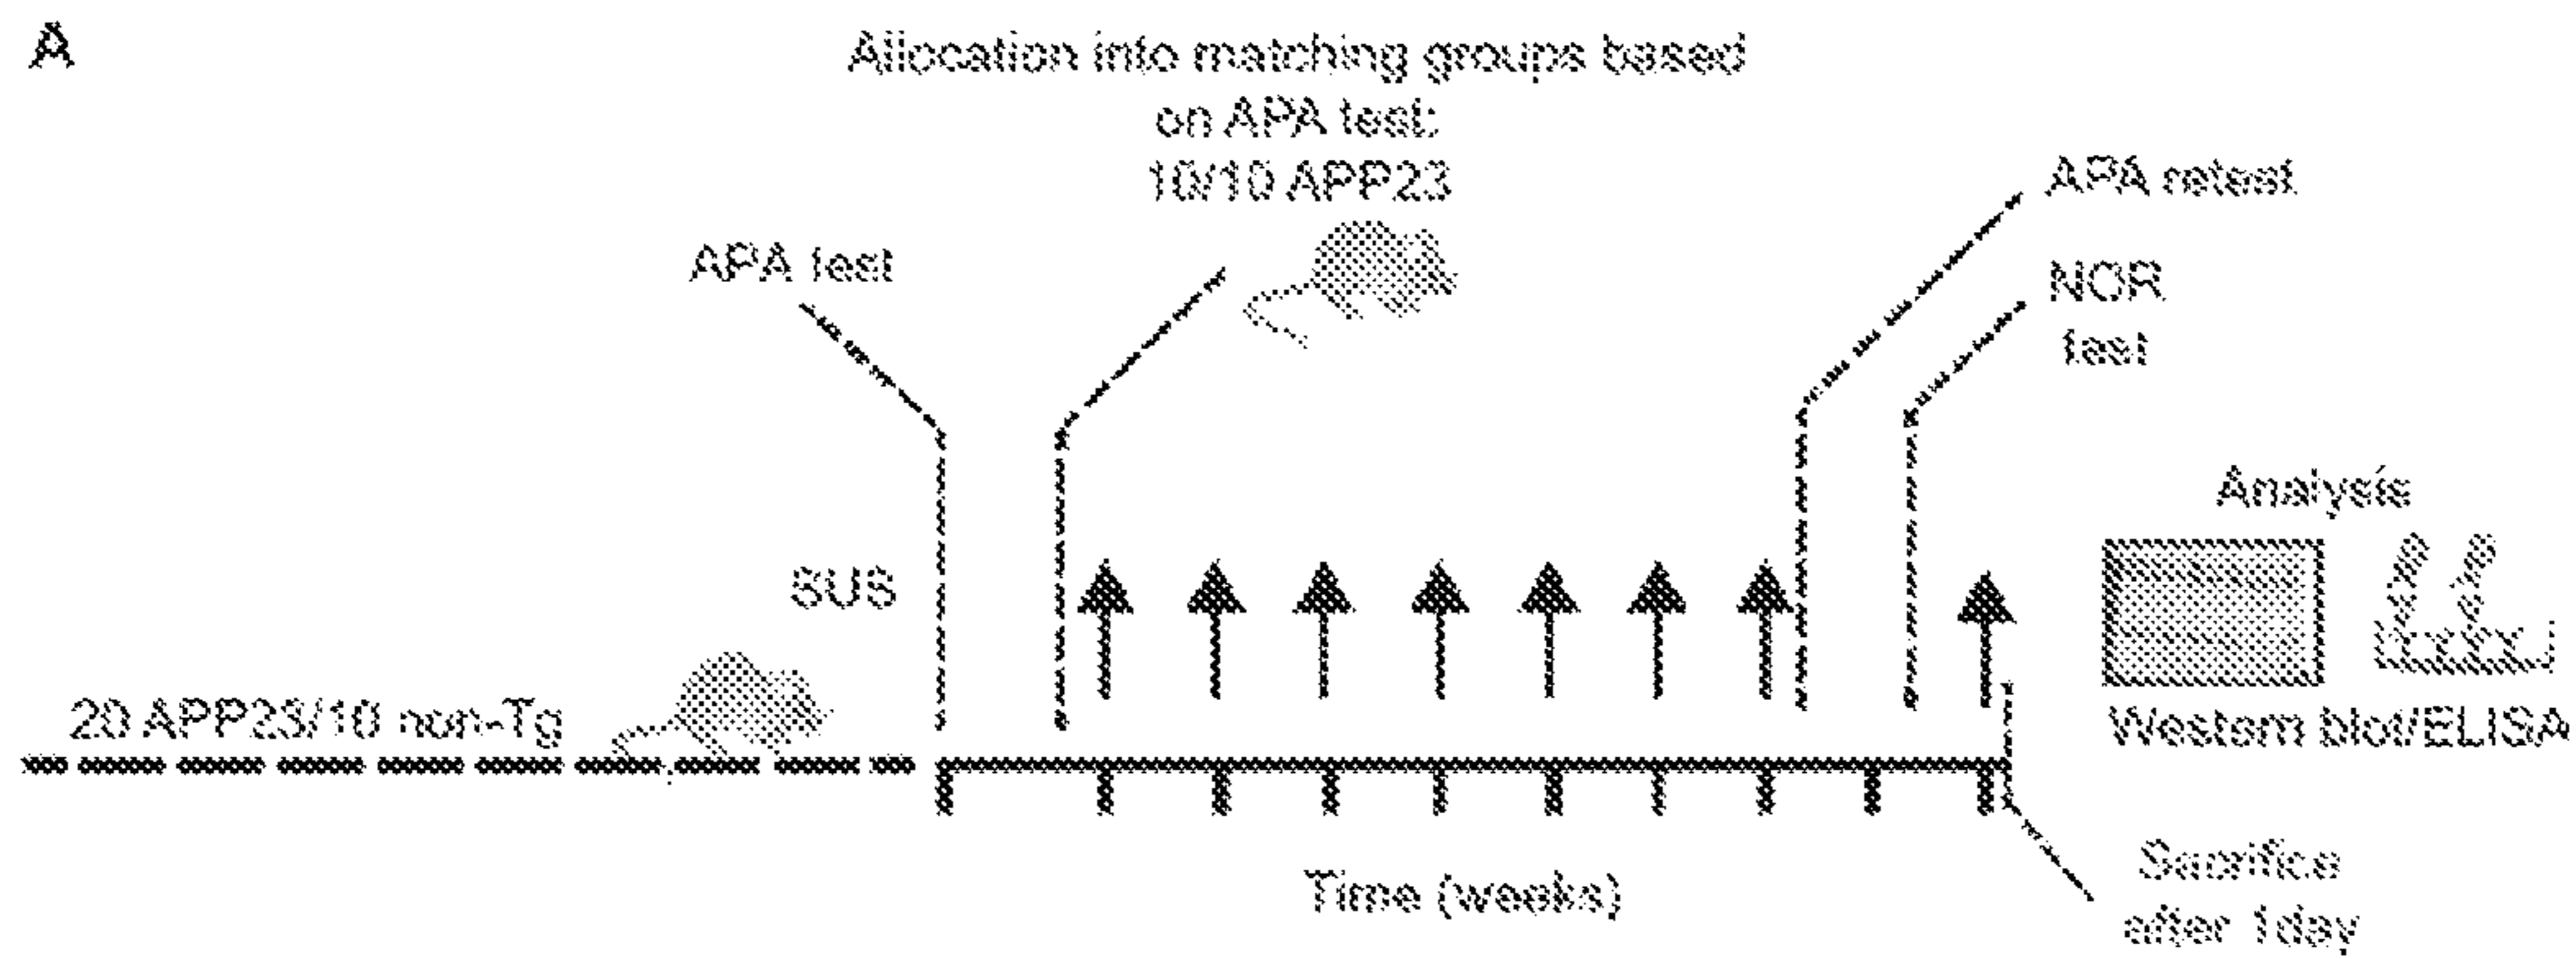 A
Allocation into matching groups based
on APA test:
10/10 APP23
APA test
APA retest
NOR
test
SUS
Analysis
20 APP23/10 non-Tg
Western blot/ELISA
Time (weeks)
Sacrifice
after 1day